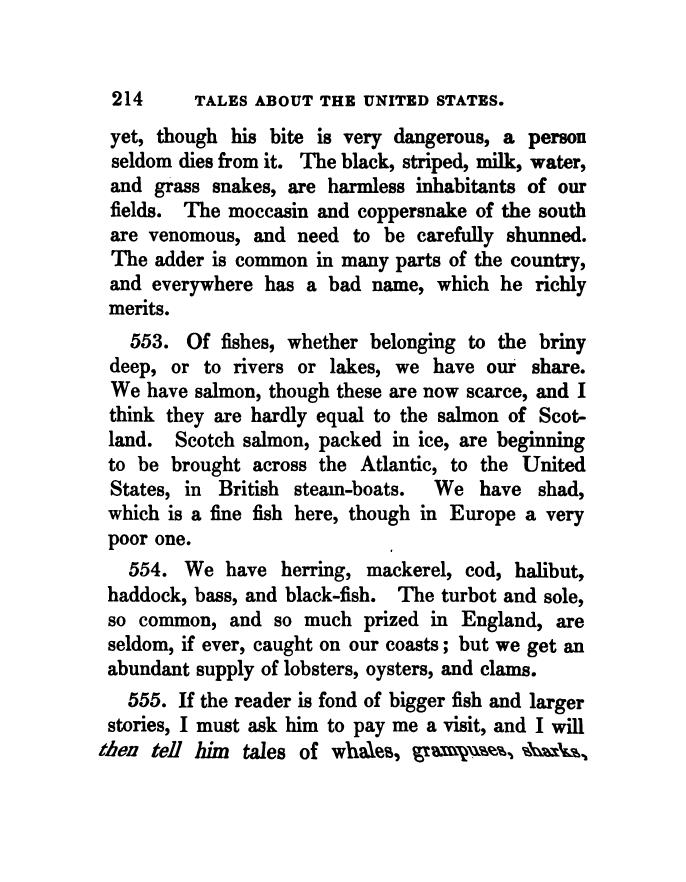 214 TALES ABOUT THE UNITED STATES.
yet, though his bite is very dangerous, a person
seldom dies from it. The black, striped, milk, water,
and grass snakes, are harmless inhabitants of our
fields. The moccasin and coppersnake of the south
are venomous, and need to be carefully shunned.
The adder is common in many parts of the country,
and everywhere has a bad name, which he richly
merits.
553. Of fishes, whether belonging to the briny
deep, or to rivers or lakes, we have our share.
We have salmon, though these are now scarce, and I
think they are hardly equal to the salmon of Scot-
land. Scotch salmon, packed in ice, are beginning
to be brought across the Atlantic, to the United
States, in British steam-boats. We have shad,
which is a fine fish here, though in Europe a very
poor one.
554. We have herring, mackerel, cod, halibut,
haddock, bass, and black-fish. The turbot and sole,
so common, and so much prized in England, are
seldom, if ever, caught on our coasts; but we get an
abundant supply of lobsters, oysters, and clams.
555. If the reader is fond of bigger fish and larger
stories, I must ask him to pay me a visit, and I will
then tell him tales of whales, grampuses, sharks,